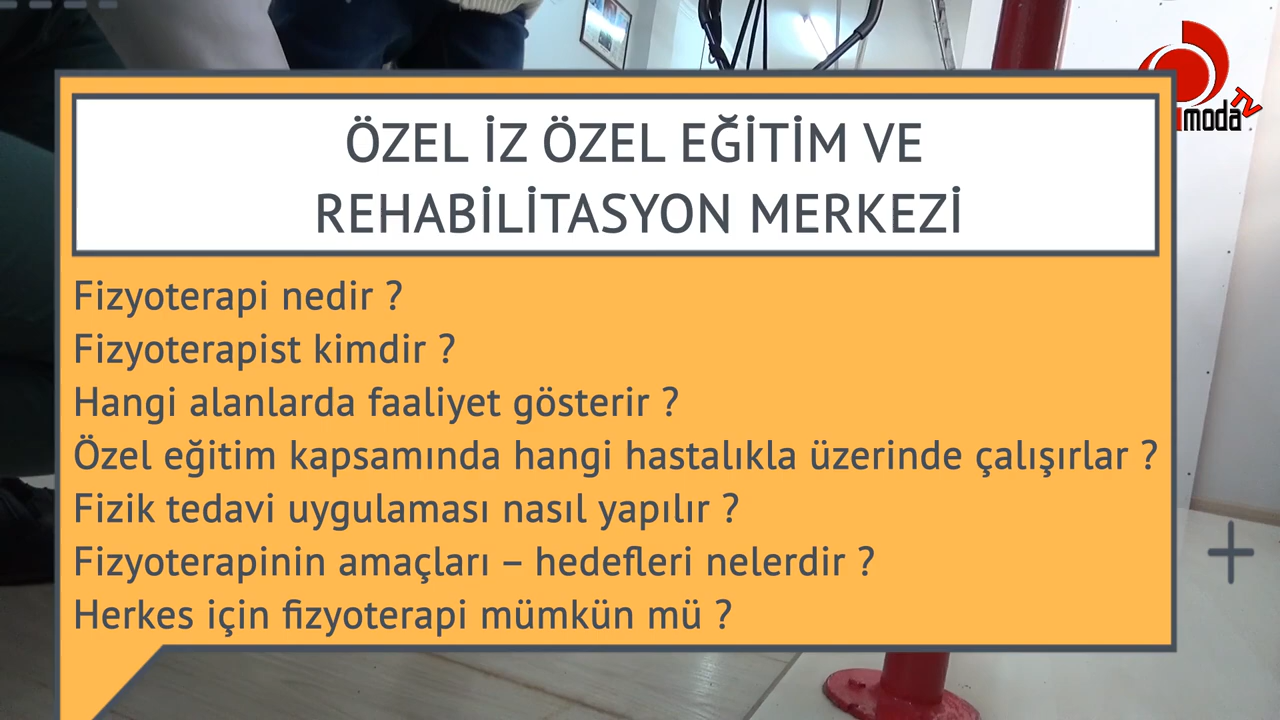 ÖZEL İZ ÖZEL EĞİTİM VE
REHABİLİTASYON MERKEZİ
Fizyoterapi nedir ?
Fizyoterapist kimdir ?
Hangi alanlarda faaliyet gösterir ?
Özel eğitim kapsamında hangi hastalıkla üzerinde çalışırlar ?
Fizik tedavi uygulaması nasıl yapılır ?
Fizyoterapinin amaçları – hedefleri nelerdir ?
Herkes için fizyoterapi mümkün mü ?
moda TV